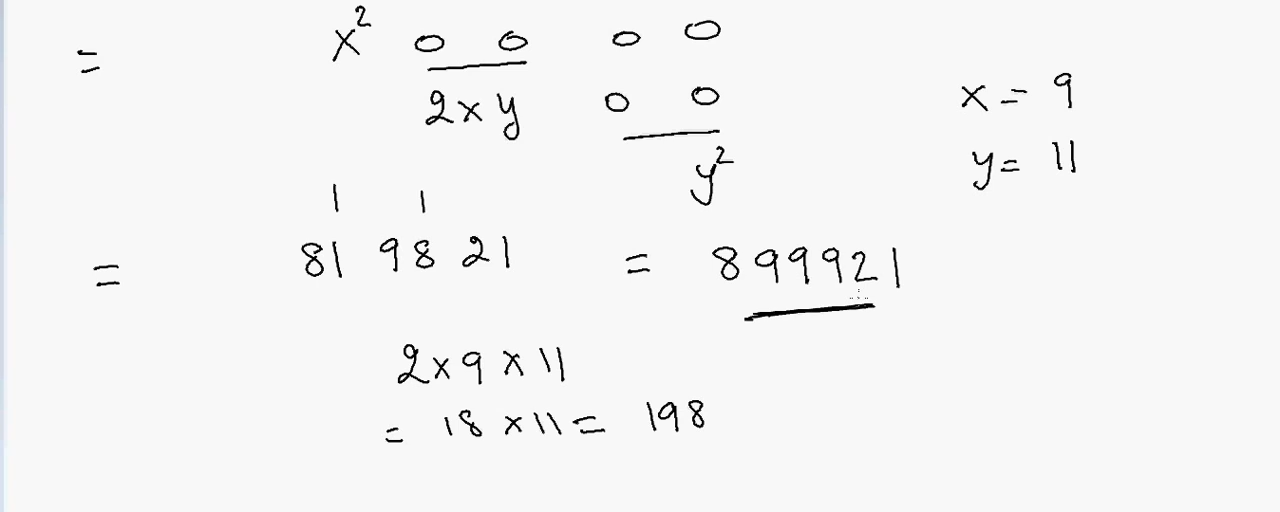 = x² 0 0 0 0
2xy 0 0
y²
x = 9
y = 11
1 1
= 81 98 21 = 899921
2 x 9 x 11
= 18 x 11 = 198